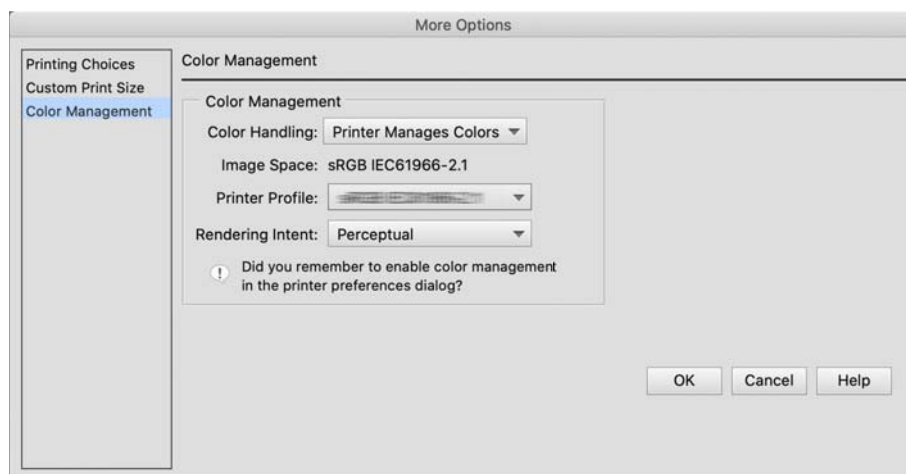 More Options
Printing Choices
Custom Print Size
Color Management
Color Management
Color Management
Color Handling: Printer Manages Colors
Image Space: sRGB IEC61966-2.1
Printer Profile:
Rendering Intent: Perceptual
! Did you remember to enable color management
in the printer preferences dialog?
OK Cancel Help